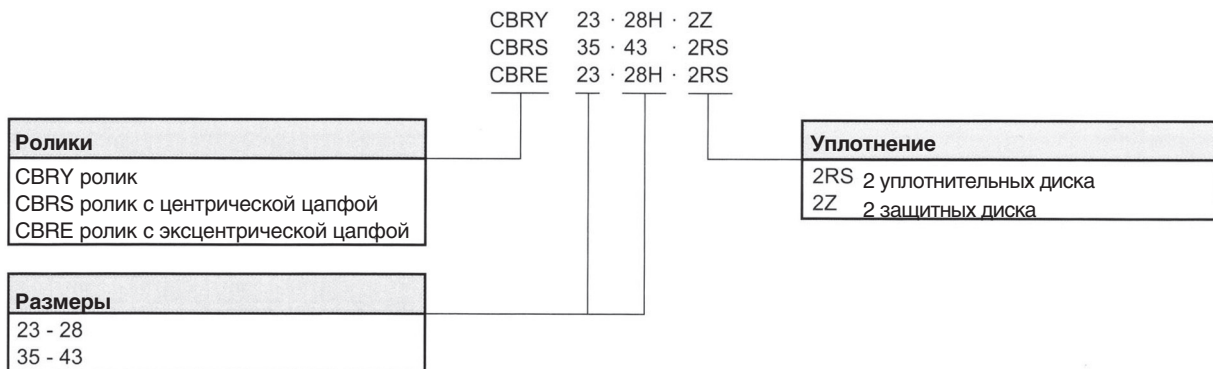 CBRY 23 · 28H · 2Z
CBRS 35 · 43 · 2RS
CBRE 23 · 28H · 2RS
Ролики
CBRY ролик
CBRS ролик с центрической цапфой
CBRE ролик с эксцентрической цапфой
Уплотнение
2RS 2 уплотнительных диска
2Z 2 защитных диска
Размеры
23 - 28
35 - 43